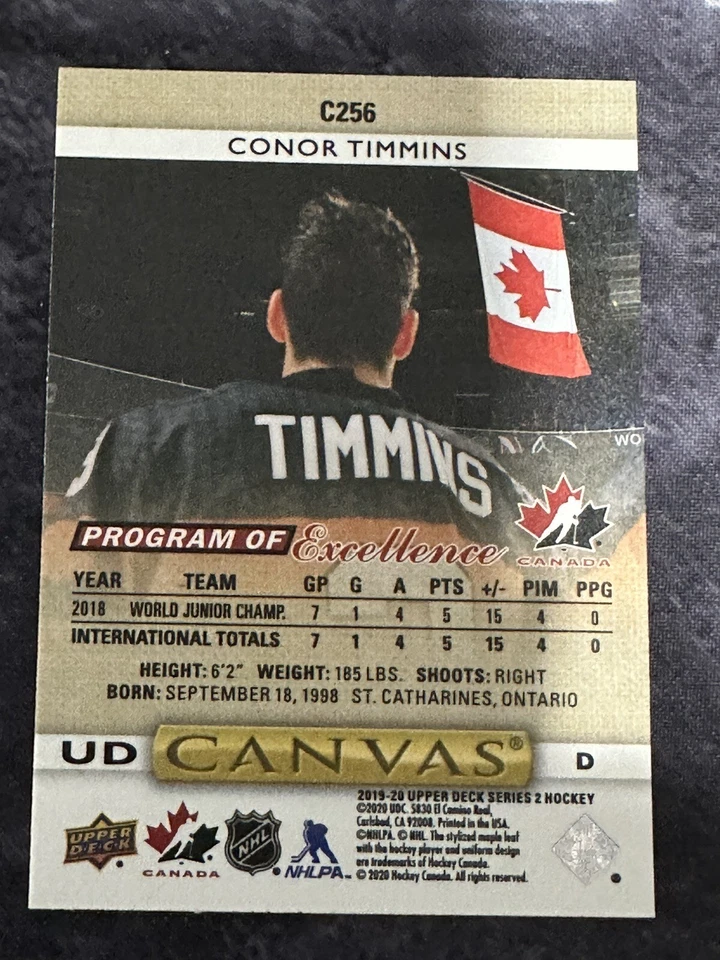 C256
CONOR TIMMINS
TIMMINS
WO
PROGRAM OF Excellence
CANADA
YEAR TEAM GP G A PTS +/- PIM PPG
2018 WORLD JUNIOR CHAMP. 7 1 4 5 15 4 0
INTERNATIONAL TOTALS 7 1 4 5 15 4 0
HEIGHT: 6'2" WEIGHT: 185 LBS. SHOOTS: RIGHT
BORN: SEPTEMBER 18, 1998 ST. CATHARINES, ONTARIO
UD CANVAS® D
2019-20 UPPER DECK SERIES 2 HOCKEY
©2020 UDC. 5830 El Camino Real,
Carlsbad, CA 92008. Printed in the USA.
©NHLPA. © NHL. The stylized maple leaf
with the hockey player and uniform design
are trademarks of Hockey Canada.
© 2020 Hockey Canada. All rights reserved.
UPPER DECK
CANADA
NHL
NHLPA